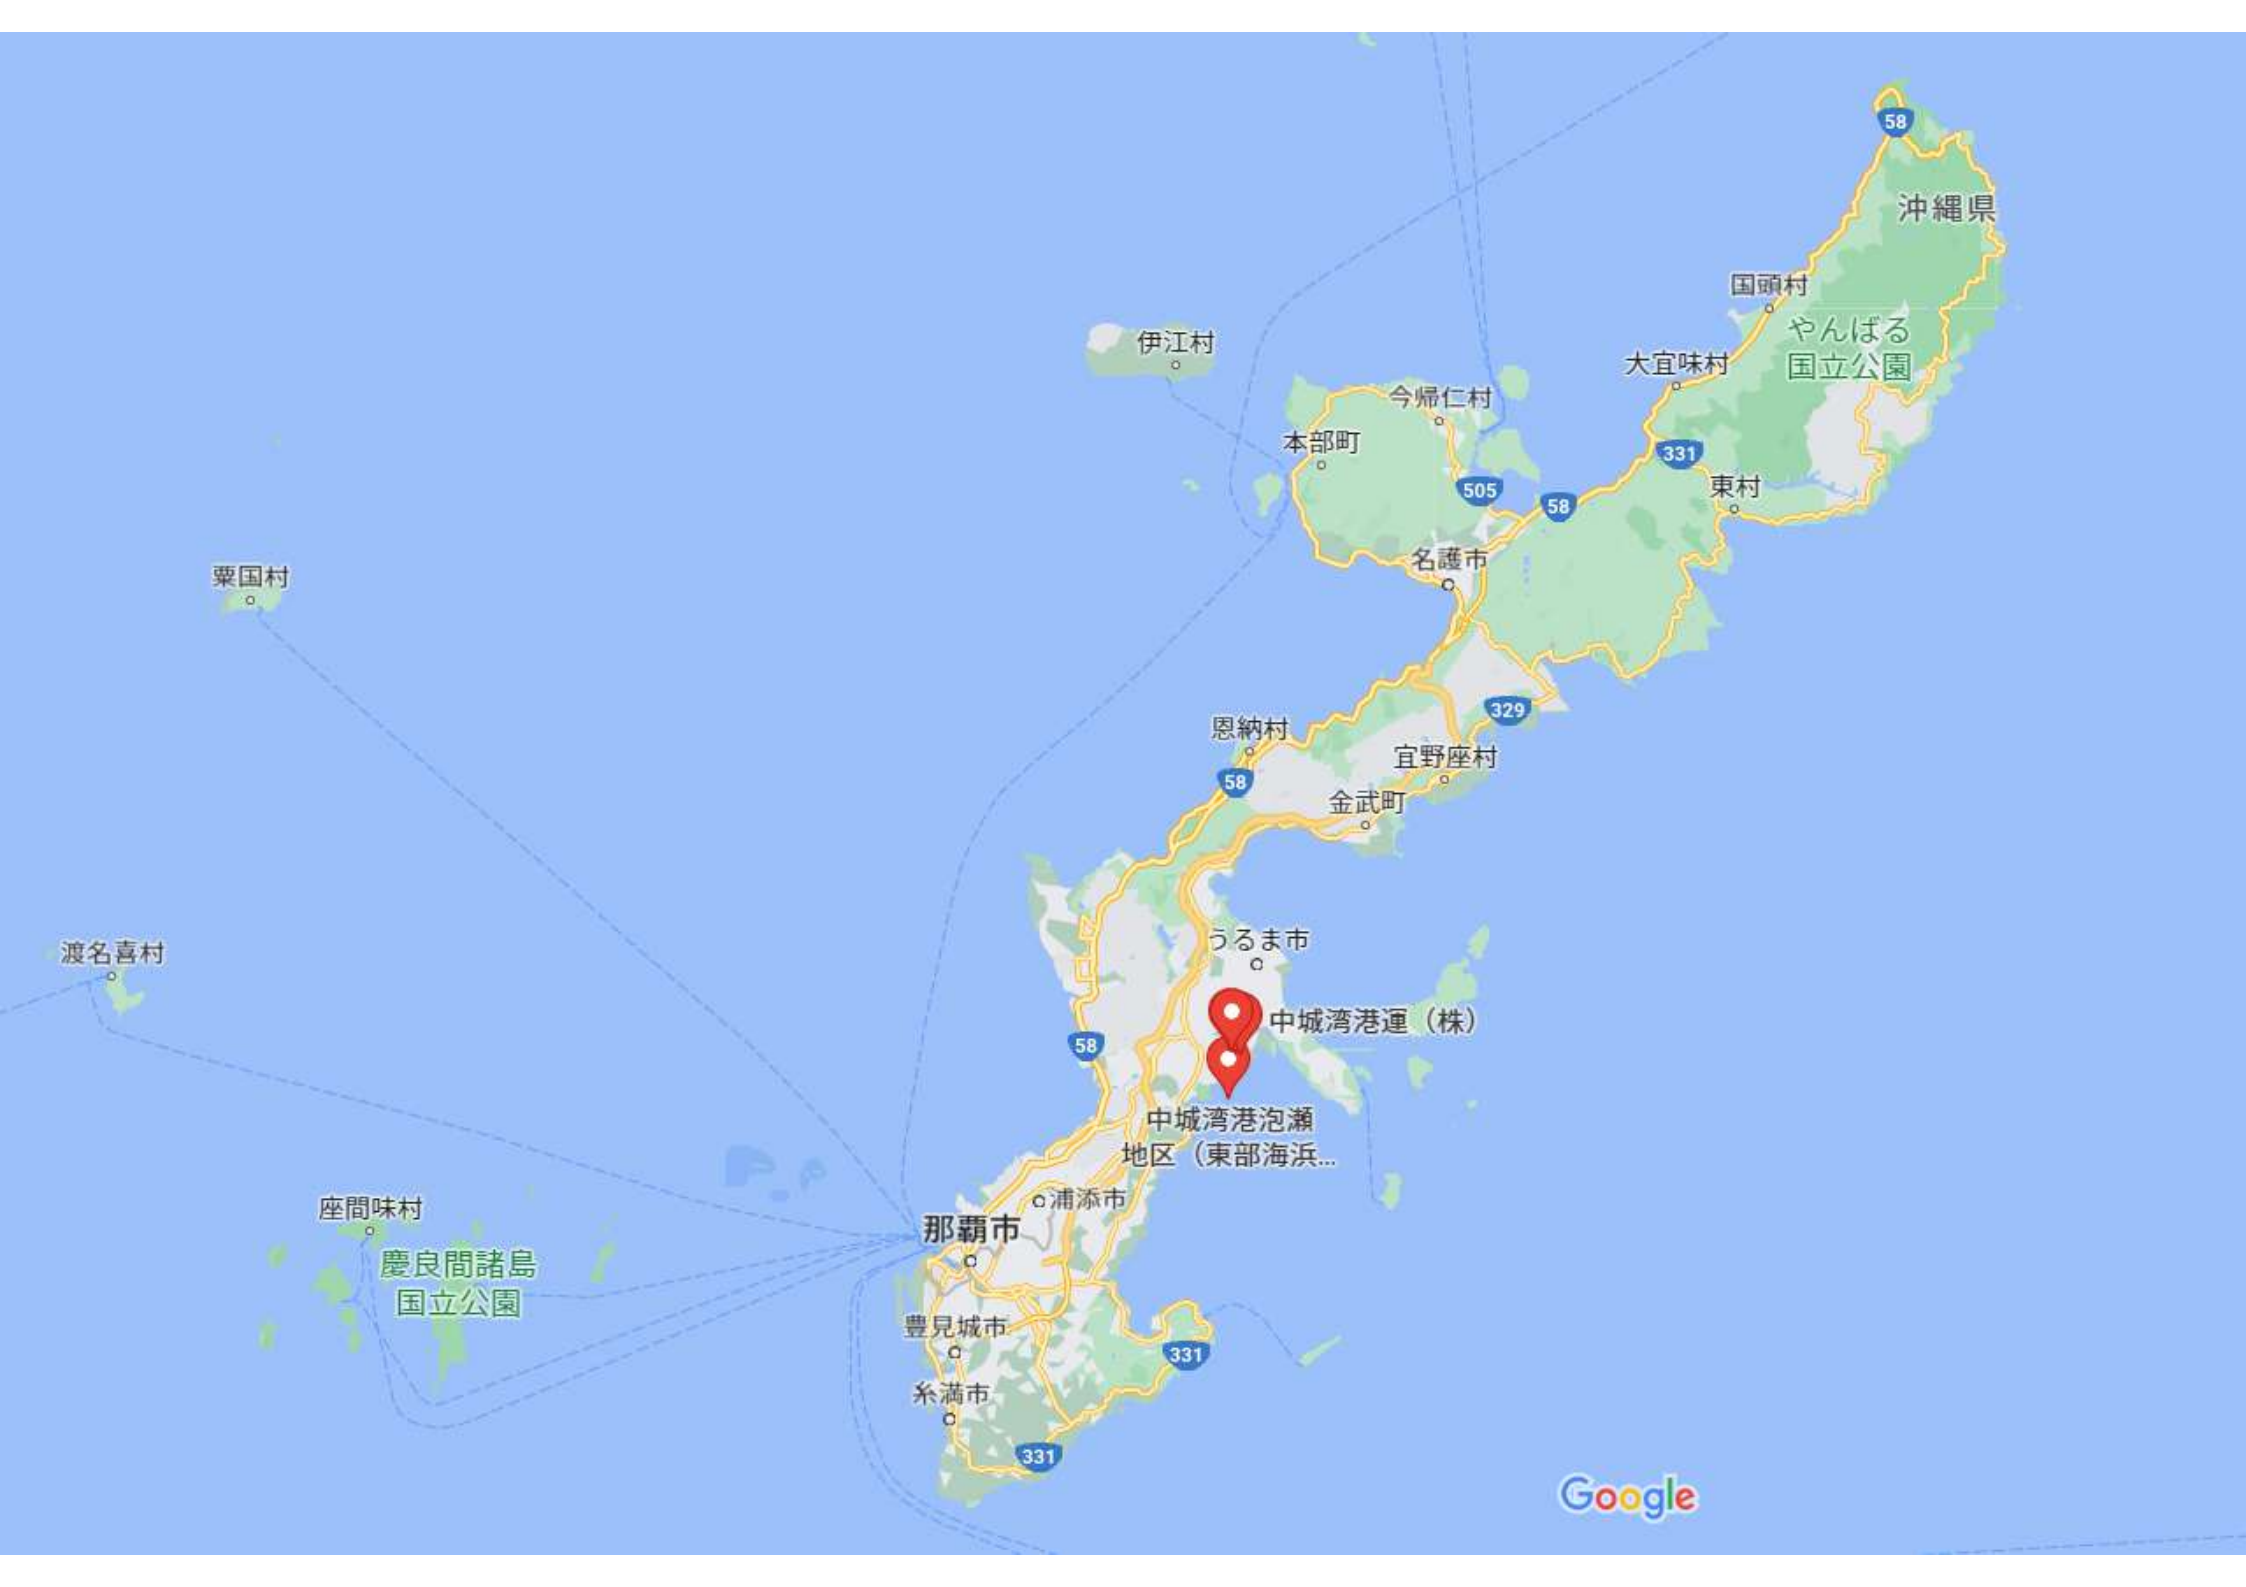 58
沖縄県
国頭村
やんばる
国立公園
伊江村
大宜味村
今帰仁村
本部町
331
505
58
東村
名護市
粟国村
329
恩納村
宜野座村
58
金武町
うるま市
渡名喜村
中城湾港運（株）
58
中城湾港泡瀬
地区（東部海浜...
浦添市
座間味村
那覇市
慶良間諸島
国立公園
豊見城市
331
糸満市
331
Google